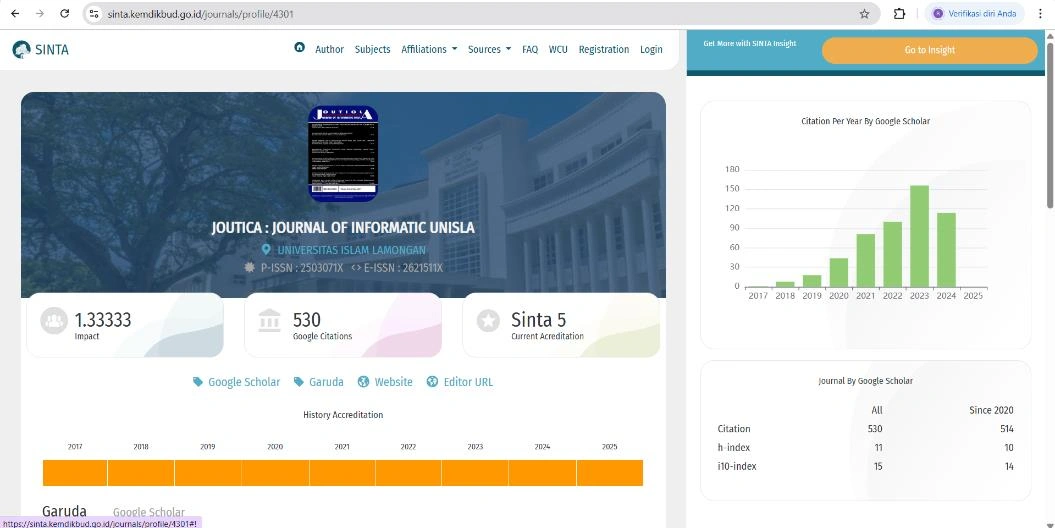 sinta.kemdikbud.go.id/journals/profile/4301
Verifikasi diri Anda
SINTA
Author Subjects Affiliations Sources FAQ WCU Registration Login
Get More with SINTA Insight
Go to Insight
JOUTICA
JOUTICA : JOURNAL OF INFORMATIC UNISLA
UNIVERSITAS ISLAM LAMONGAN
P-ISSN : 2503071X <> E-ISSN : 2621511X
1.33333
Impact
530
Google Citations
Sinta 5
Current Acreditation
Google Scholar Garuda Website Editor URL
History Accreditation
2017 2018 2019 2020 2021 2022 2023 2024 2025
Garuda Google Scholar
https://sinta.kemdikbud.go.id/journals/profile/4301#!
Citation Per Year By Google Scholar
180
150
120
90
60
30
0
2017 2018 2019 2020 2021 2022 2023 2024 2025
Journal By Google Scholar
All Since 2020
Citation 530 514
h-index 11 10
i10-index 15 14